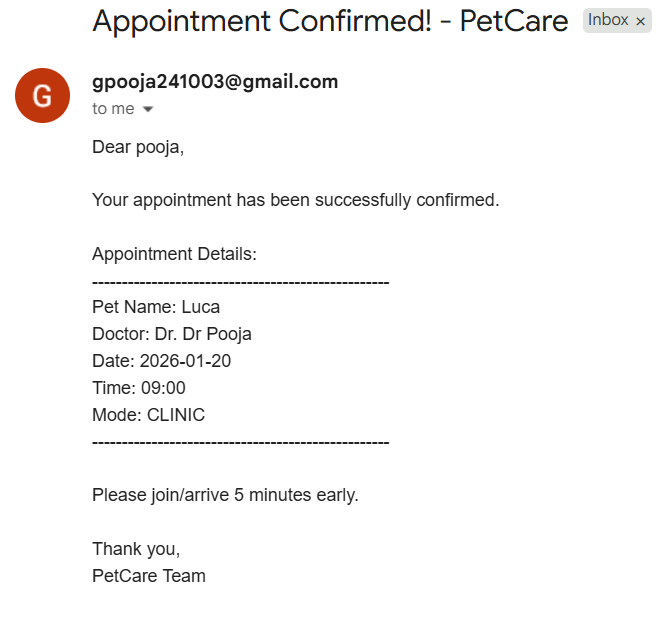 Appointment Confirmed! - PetCare Inbox ×
G
gpooja241003@gmail.com
to me
Dear pooja,
Your appointment has been successfully confirmed.
Appointment Details:
--------------------------------------------------
Pet Name: Luca
Doctor: Dr. Dr Pooja
Date: 2026-01-20
Time: 09:00
Mode: CLINIC
--------------------------------------------------
Please join/arrive 5 minutes early.
Thank you,
PetCare Team